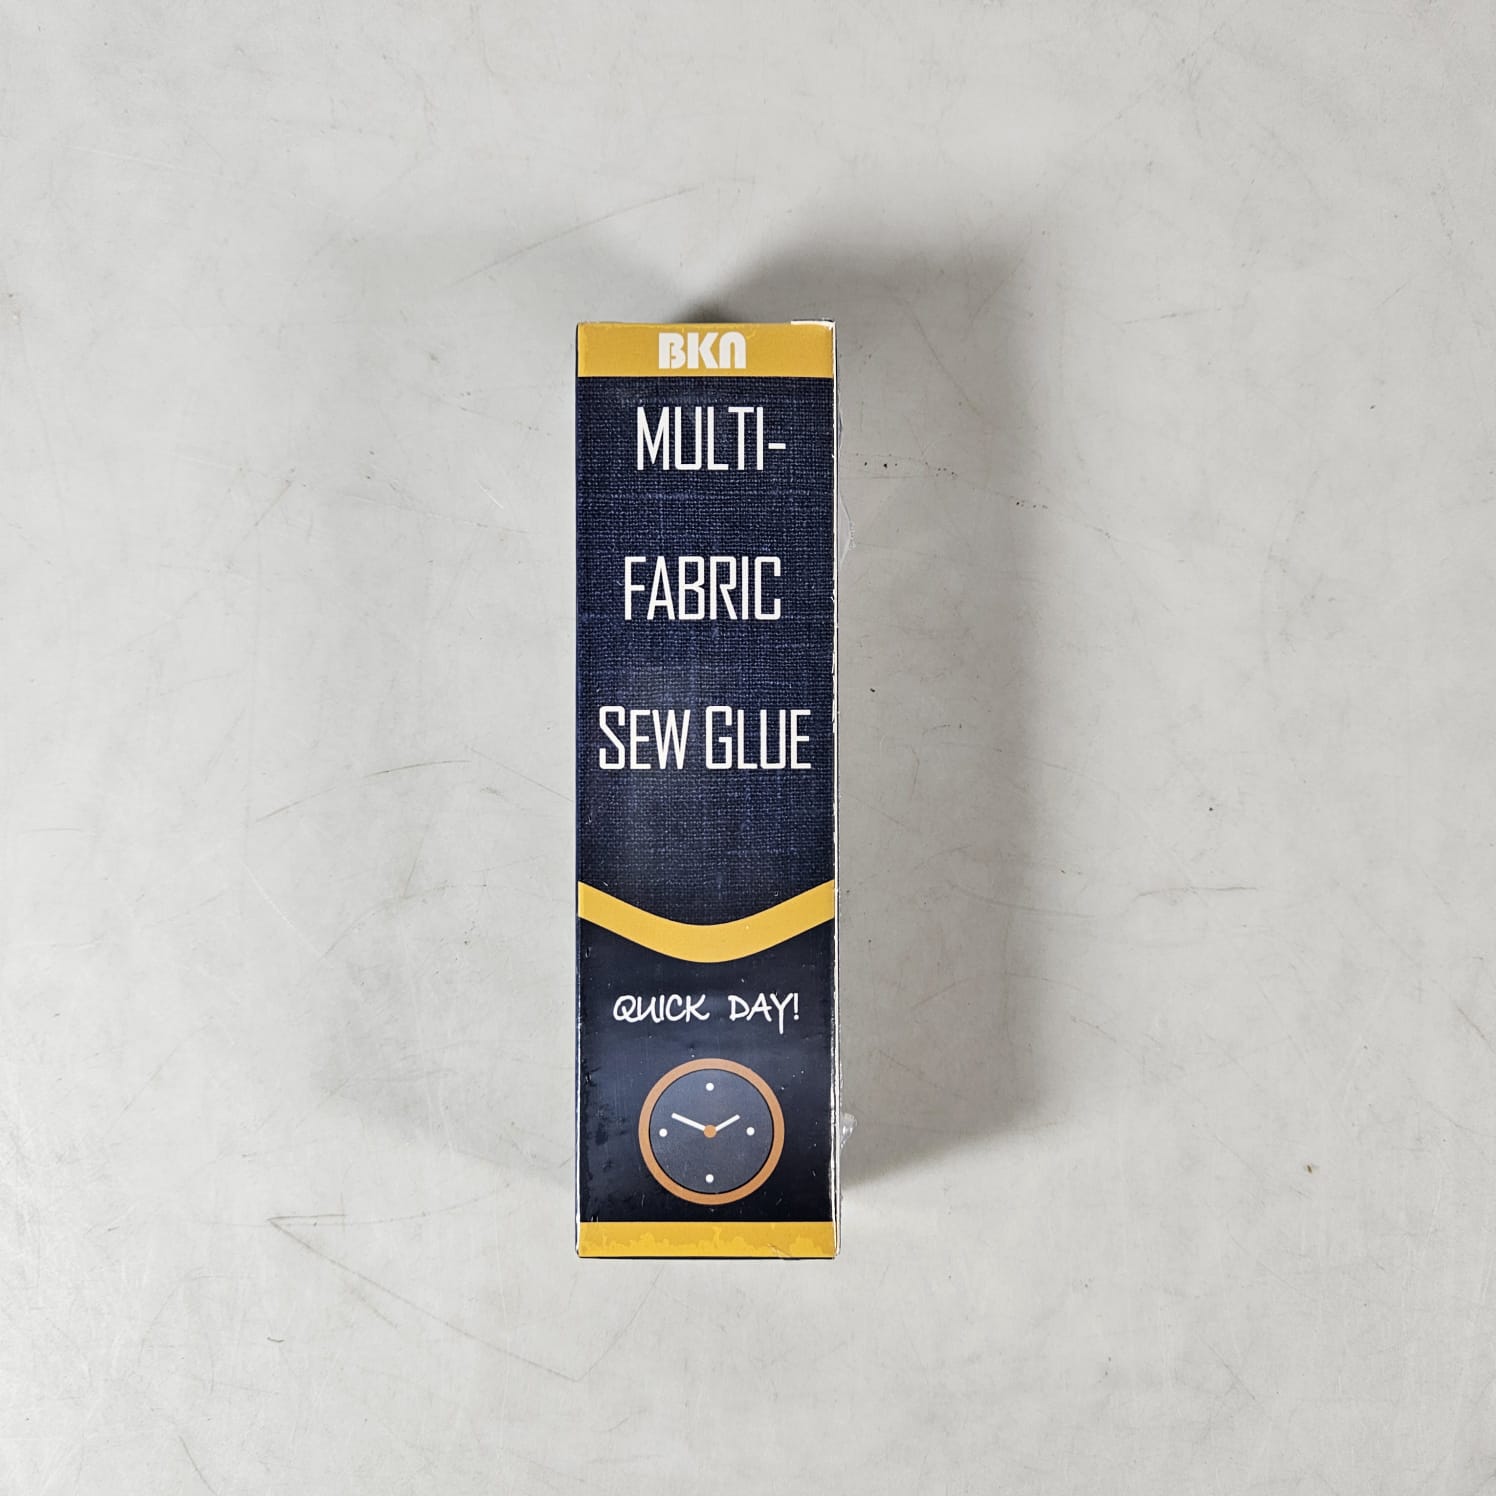 BKN
MULTI-
FABRIC
SEW GLUE
QUICK DAY!